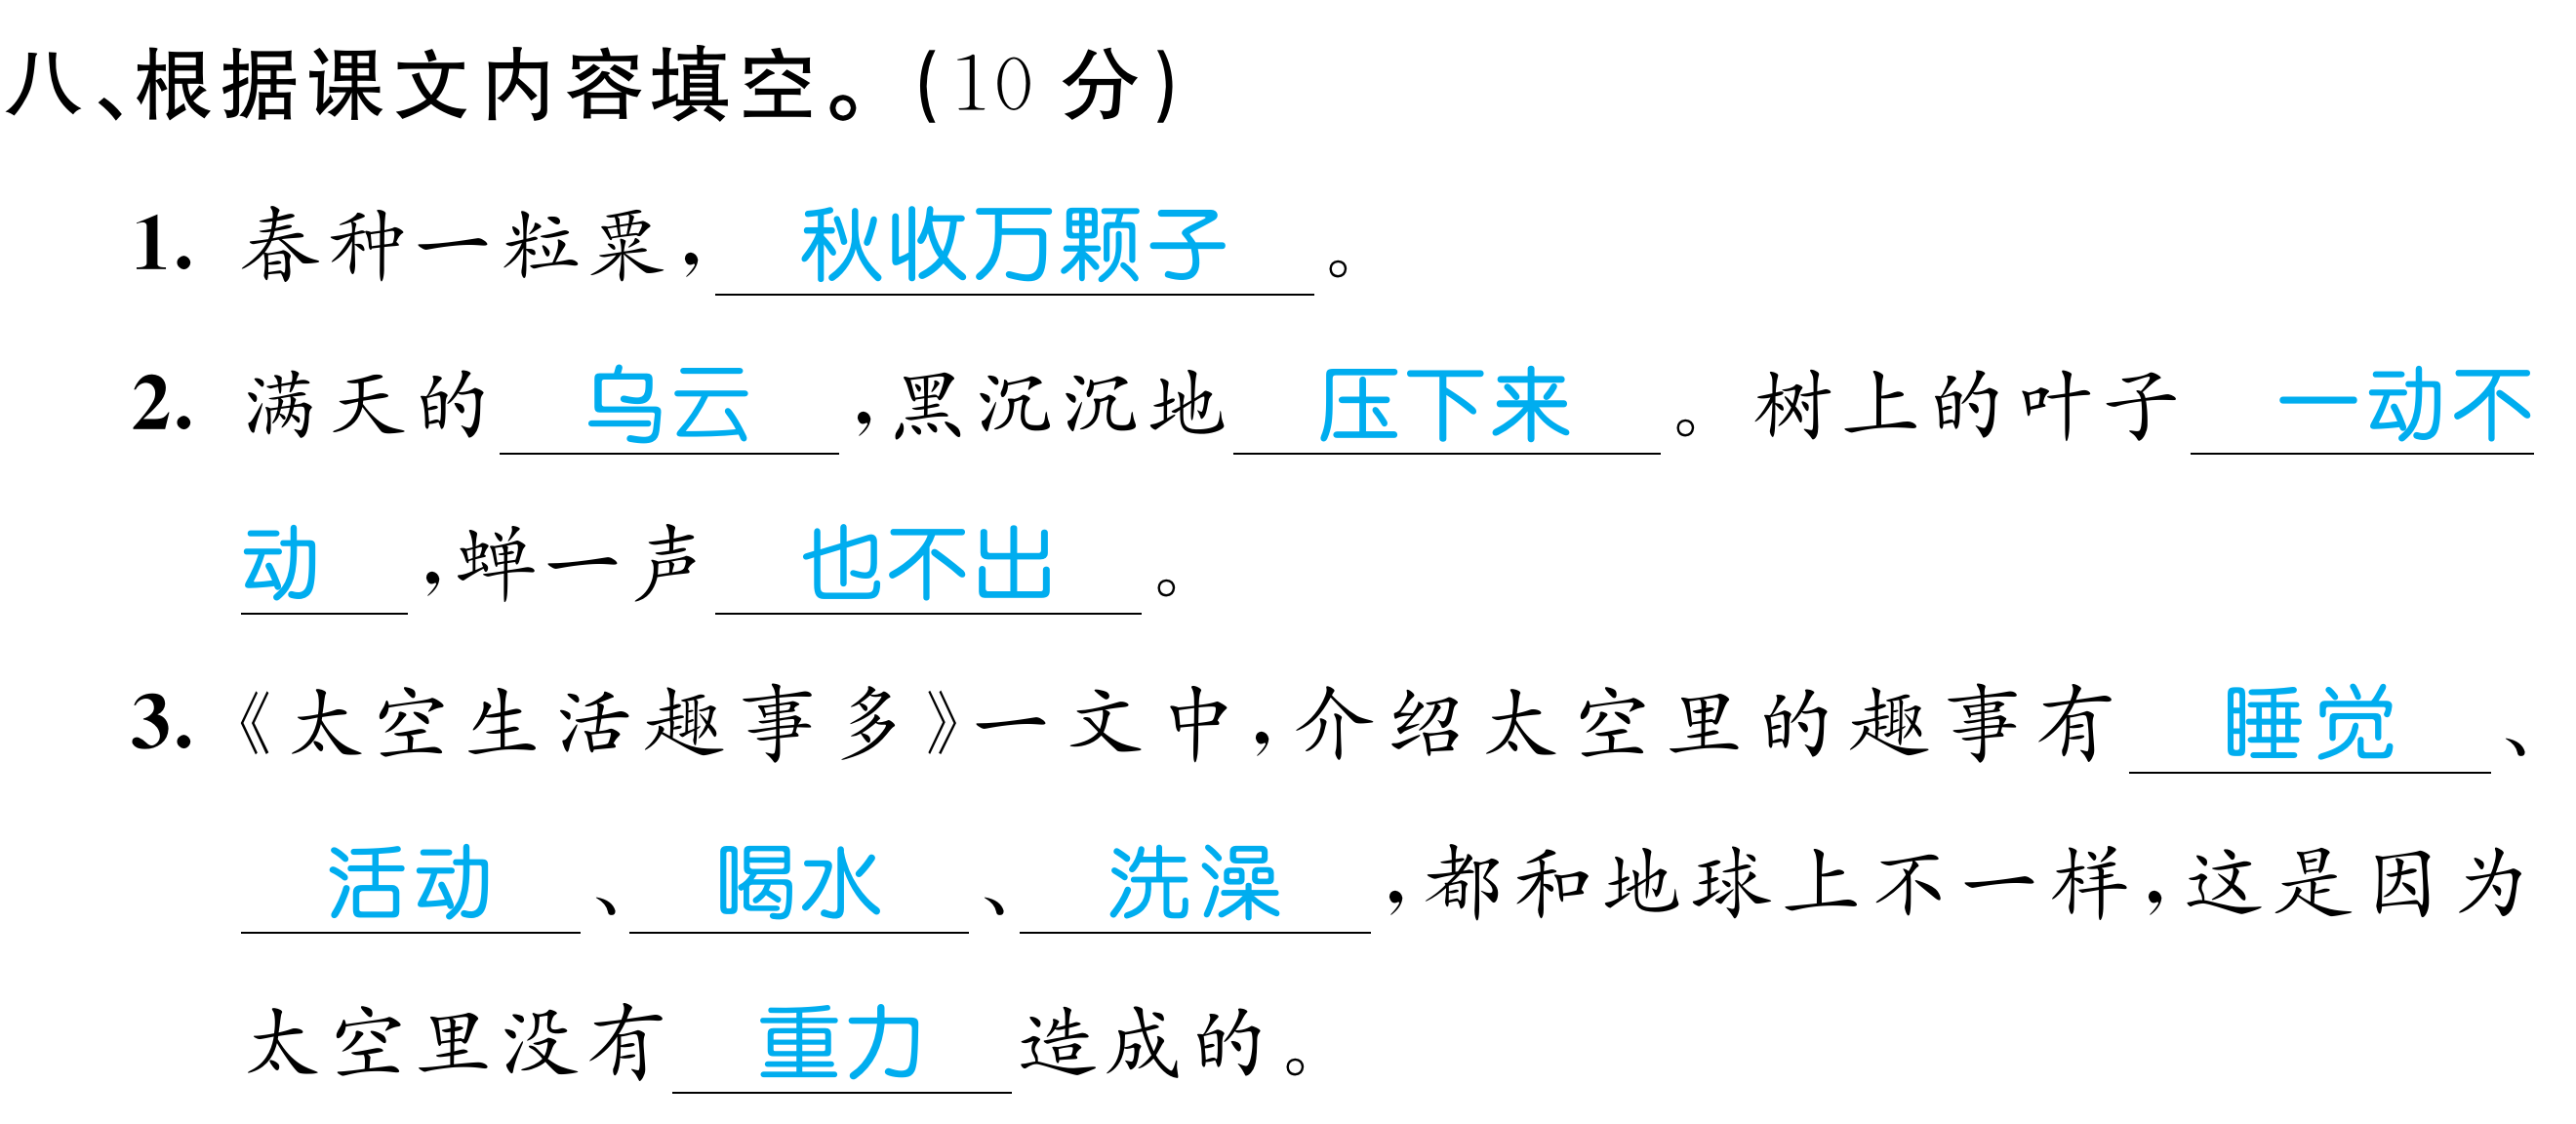 八、根据课文内容填空。(10 分)
1. 春种一粒粟，秋收万颗子。
2. 满天的乌云，黑沉沉地压下来。树上的叶子一动不
动，蝉一声也不出。
3.《太空生活趣事多》一文中，介绍太空里的趣事有睡觉、
活动、喝水、洗澡，都和地球上不一样，这是因为
太空里没有重力造成的。